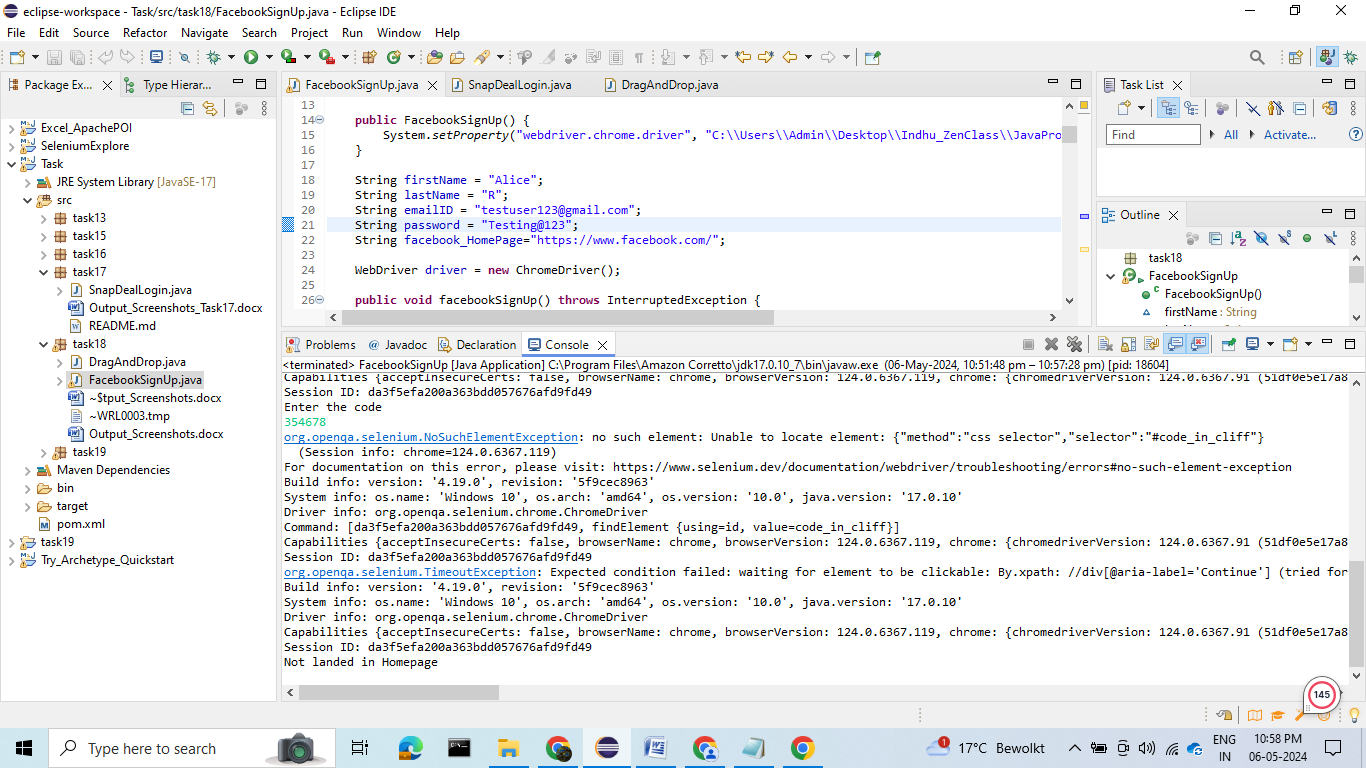 eclipse-workspace - Task/src/task18/FacebookSignUp.java - Eclipse IDE
File Edit Source Refactor Navigate Search Project Run Window Help
Package Ex... Type Hierar...
Excel_ApachePOI
SeleniumExplore
Task
JRE System Library [JavaSE-17]
src
task13
task15
task16
task17
SnapDealLogin.java
Output_Screenshots_Task17.docx
README.md
task18
DragAndDrop.java
FacebookSignUp.java
~$tput_Screenshots.docx
~WRL0003.tmp
Output_Screenshots.docx
task19
Maven Dependencies
bin
target
pom.xml
task19
Try_Archetype_Quickstart
FacebookSignUp.java SnapDealLogin.java DragAndDrop.java
13
14 public FacebookSignUp() {
15 System.setProperty("webdriver.chrome.driver", "C:\\Users\\Admin\\Desktop\\Indhu_ZenClass\\JavaPro
16 }
17
18 String firstName = "Alice";
19 String lastName = "R";
20 String emailID = "testuser123@gmail.com";
21 String password = "Testing@123";
22 String facebook_HomePage="https://www.facebook.com/";
23
24 WebDriver driver = new ChromeDriver();
25
26 public void facebookSignUp() throws InterruptedException {
Task List
Find All Activate...
Outline
task18
FacebookSignUp
FacebookSignUp()
firstName : String
Problems Javadoc Declaration Console
<terminated> FacebookSignUp [Java Application] C:\Program Files\Amazon Corretto\jdk17.0.10_7\bin\javaw.exe (06-May-2024, 10:51:48 pm – 10:57:28 pm) [pid: 18604]
Capabilities {acceptInsecureCerts: false, browserName: chrome, browserVersion: 124.0.6367.119, chrome: {chromedriverVersion: 124.0.6367.91 (51df0e5e17a8
Session ID: da3f5efa200a363bdd057676afd9fd49
Enter the code
354678
org.openqa.selenium.NoSuchElementException: no such element: Unable to locate element: {"method":"css selector","selector":"#code_in_cliff"}
(Session info: chrome=124.0.6367.119)
For documentation on this error, please visit: https://www.selenium.dev/documentation/webdriver/troubleshooting/errors#no-such-element-exception
Build info: version: '4.19.0', revision: '5f9cec8963'
System info: os.name: 'Windows 10', os.arch: 'amd64', os.version: '10.0', java.version: '17.0.10'
Driver info: org.openqa.selenium.chrome.ChromeDriver
Command: [da3f5efa200a363bdd057676afd9fd49, findElement {using=id, value=code_in_cliff}]
Capabilities {acceptInsecureCerts: false, browserName: chrome, browserVersion: 124.0.6367.119, chrome: {chromedriverVersion: 124.0.6367.91 (51df0e5e17a8
Session ID: da3f5efa200a363bdd057676afd9fd49
org.openqa.selenium.TimeoutException: Expected condition failed: waiting for element to be clickable: By.xpath: //div[@aria-label='Continue'] (tried for
Build info: version: '4.19.0', revision: '5f9cec8963'
System info: os.name: 'Windows 10', os.arch: 'amd64', os.version: '10.0', java.version: '17.0.10'
Driver info: org.openqa.selenium.chrome.ChromeDriver
Capabilities {acceptInsecureCerts: false, browserName: chrome, browserVersion: 124.0.6367.119, chrome: {chromedriverVersion: 124.0.6367.91 (51df0e5e17a8
Session ID: da3f5efa200a363bdd057676afd9fd49
Not landed in Homepage
145
Type here to search
1
17°C Bewolkt
ENG
IN
10:58 PM
06-05-2024